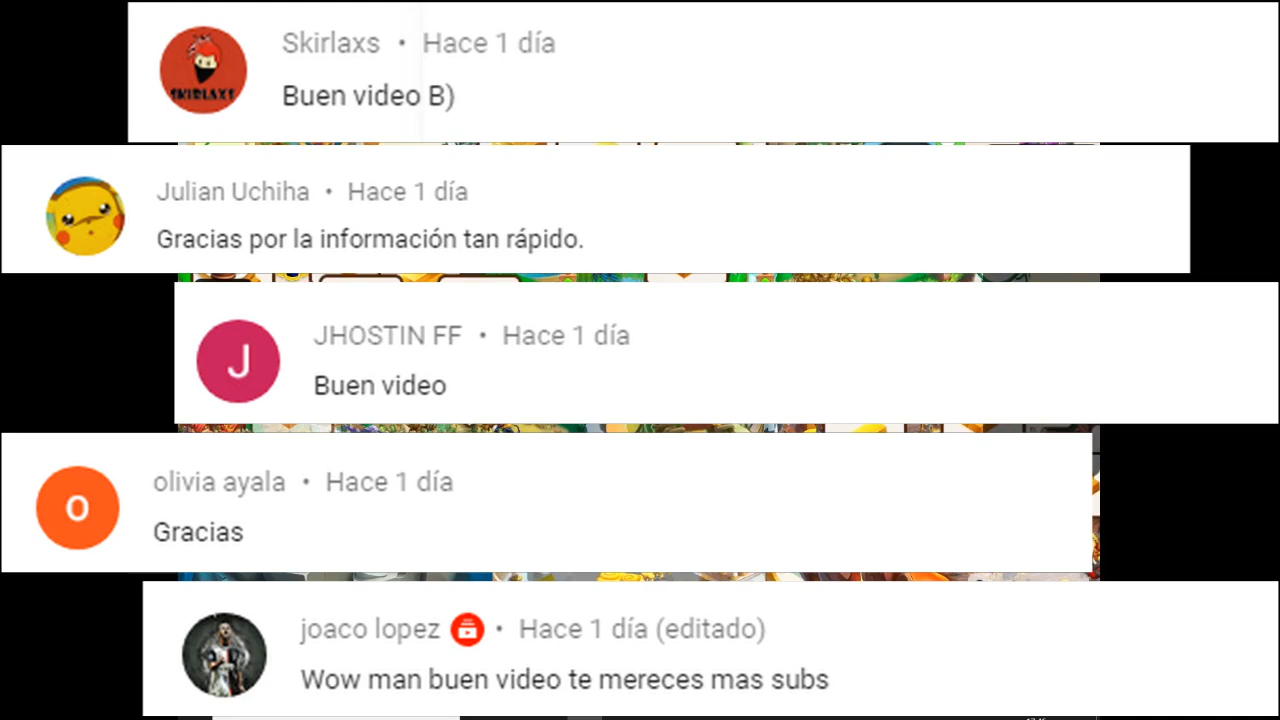 Skirlaxs • Hace 1 día
SKIRLAXS
Buen video B)
Julian Uchiha • Hace 1 día
Gracias por la información tan rápido.
J
JHOSTIN FF • Hace 1 día
Buen video
o
olivia ayala • Hace 1 día
Gracias
joaco lopez • Hace 1 día (editado)
Wow man buen video te mereces mas subs